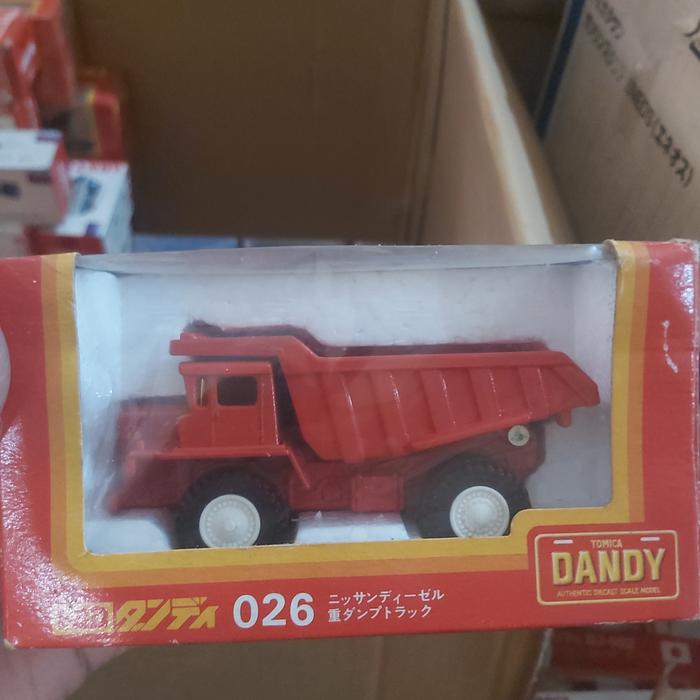 TOMICA
DANDY
AUTHENTIC DIECAST SCALE MODEL
トミカダンディ 026
ニッサンディーゼル
重ダンプトラック